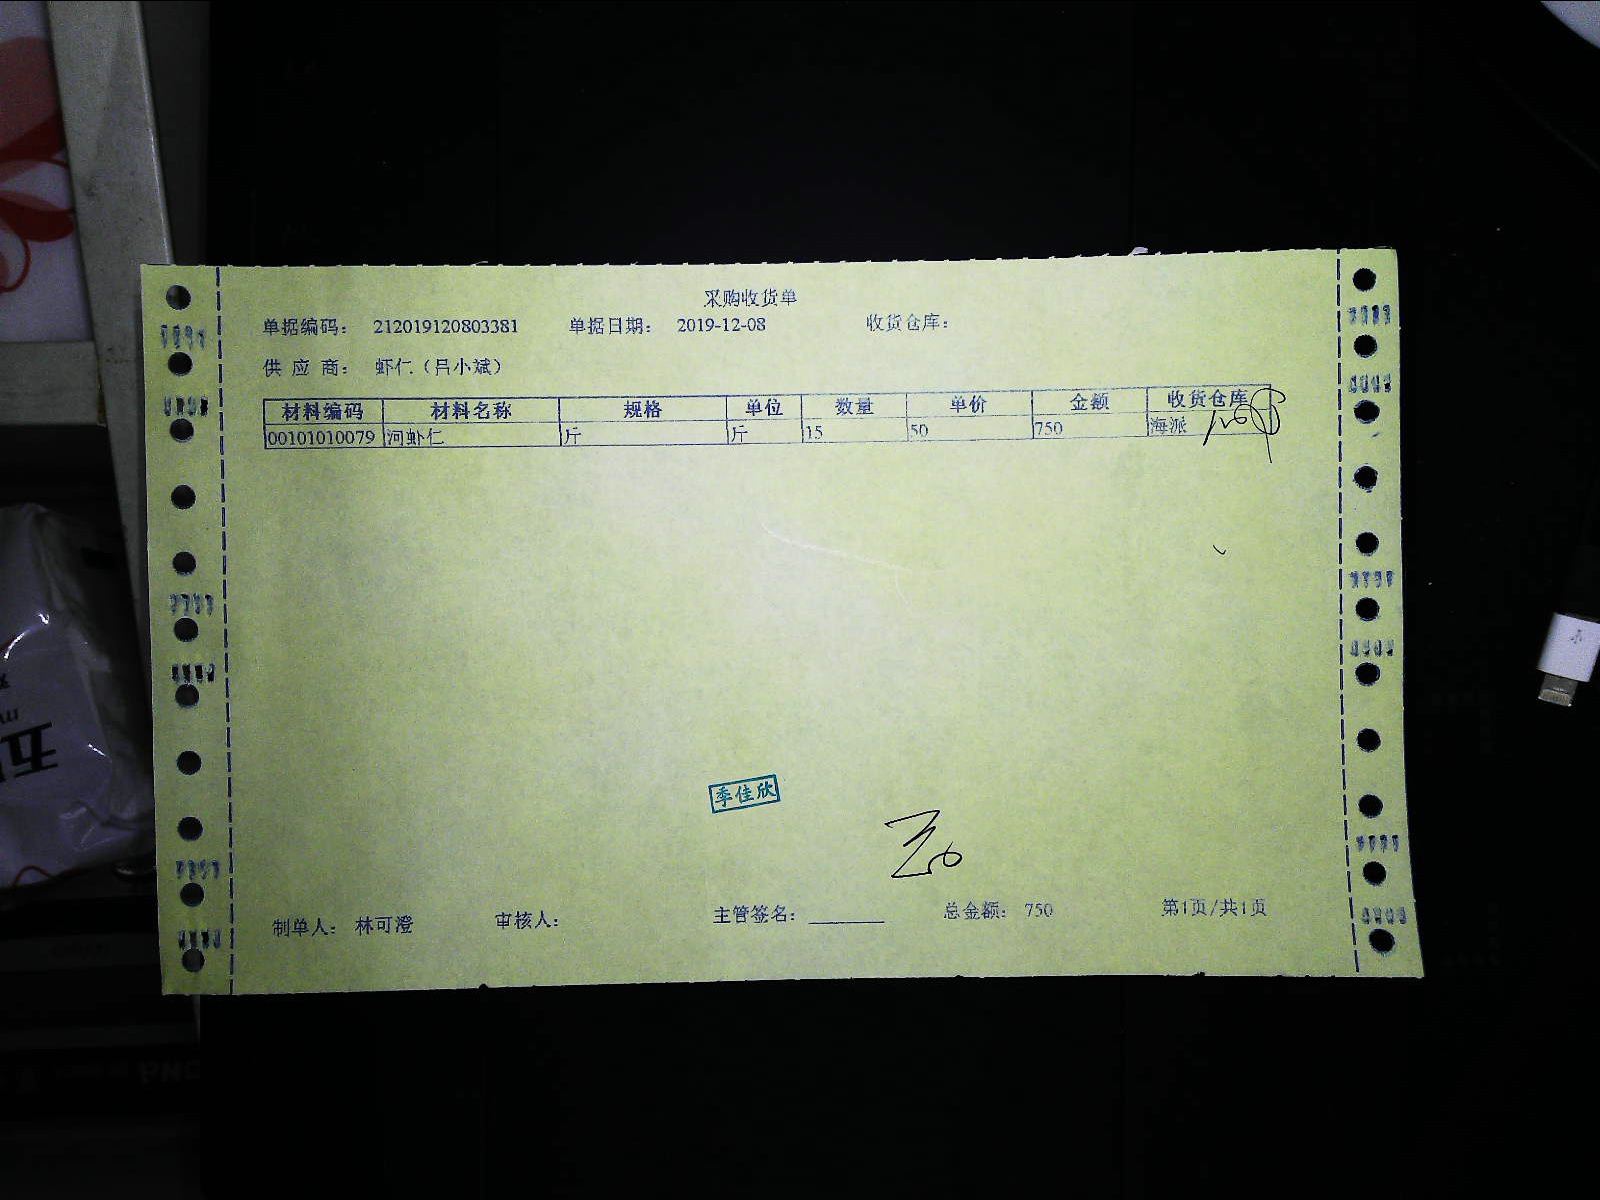 采购收货单
单据编码： 212019120803381 单据日期： 2019-12-08 收货仓库：
供 应 商： 虾仁（吕小斌）
材料编码 材料名称 规格 单位 数量 单价 金额 收货仓库
00101010079 河虾仁 斤 斤 15 50 750 海派
季佳欣
制单人： 林可澄 审核人： 主管签名： 总金额： 750 第1页/共1页
五